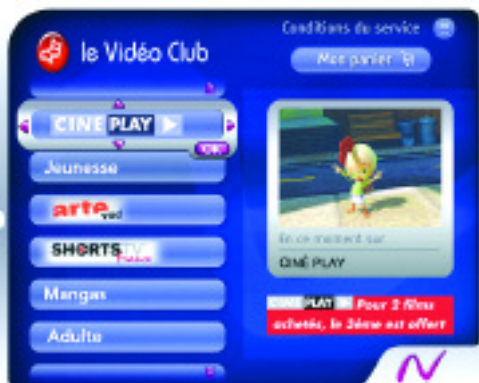 Conditions du service
le Vidéo Club
Mon panier
CINE PLAY
OK
Jeunesse
arte vod
SHORTS TV
Mangas
Adulte
En ce moment sur
CINÉ PLAY
CINE PLAY Pour 2 films
achetés, le 3ème est offert
N